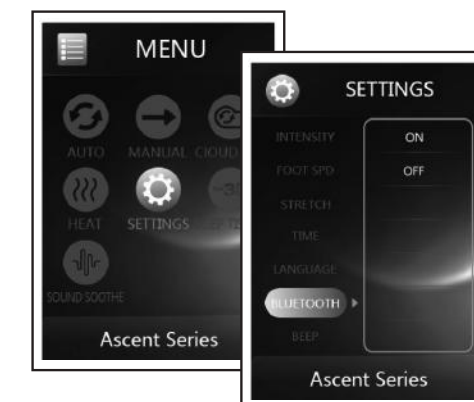 MENU
AUTO
MANUAL
HEAT
SETTINGS
SOUND SOOTHE
Ascent Series
SETTINGS
INTENSITY
ON
FOOT SPD
OFF
STRETCH
TIME
LANGUAGE
BLUETOOTH
BEEP
Ascent Series